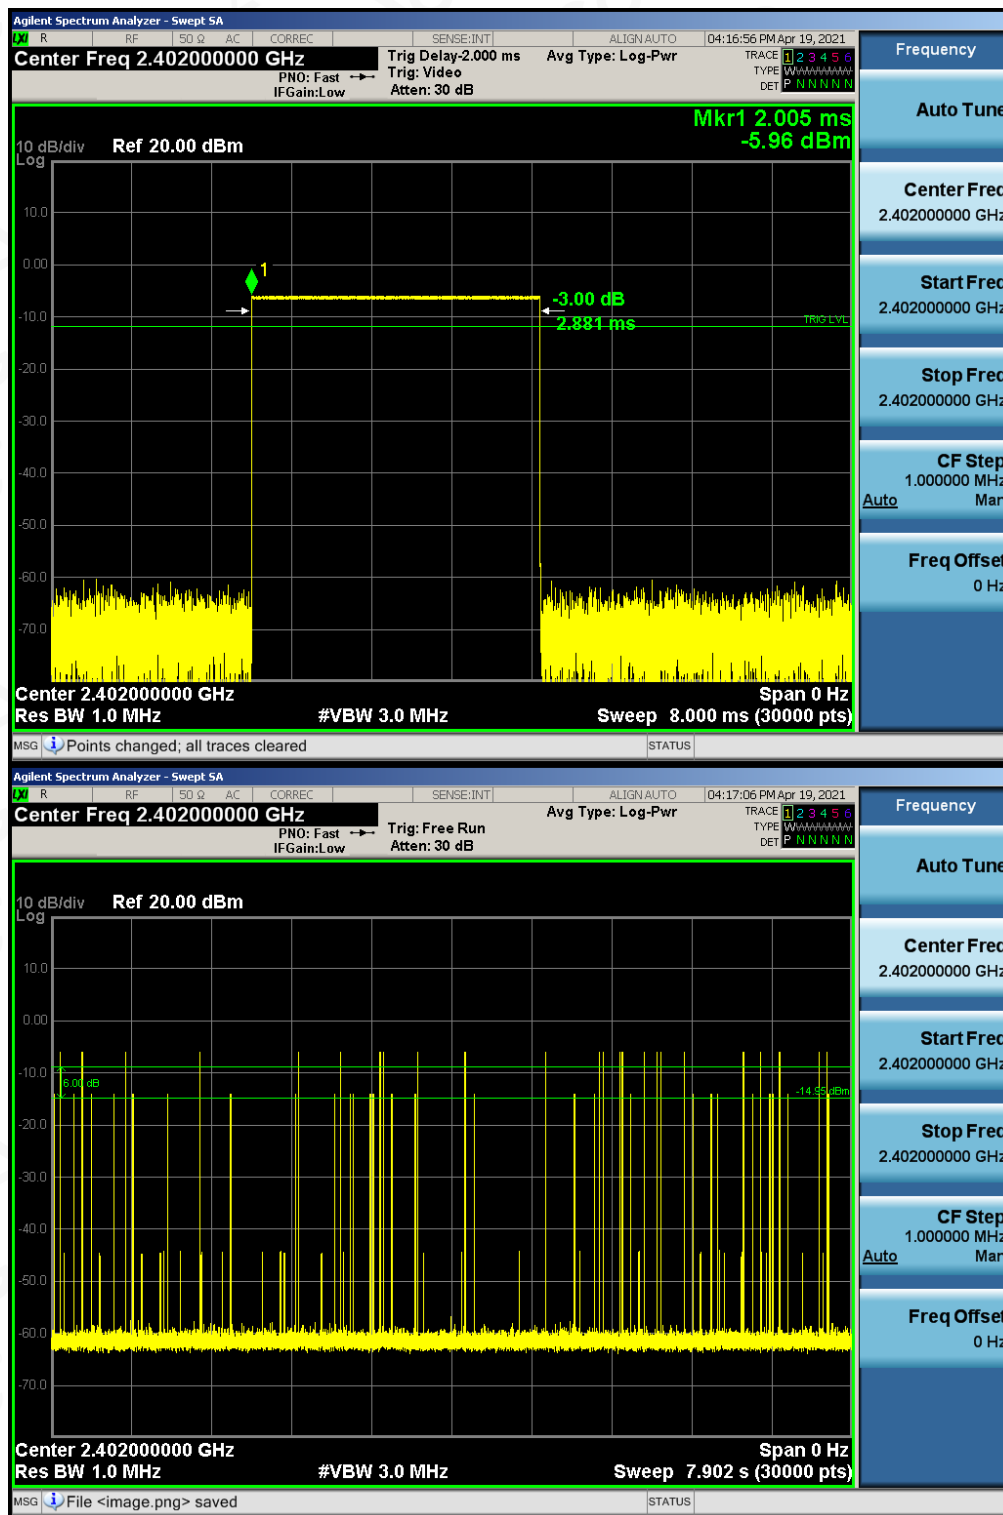 Agilent Spectrum Analyzer - Swept SA
LXI R RF 50 Ω AC CORREC SENSE:INT ALIGN AUTO 04:16:56 PM Apr 19, 2021
Center Freq 2.402000000 GHz
Trig Delay-2.000 ms Avg Type: Log-Pwr TRACE 1 2 3 4 5 6
PNO: Fast Trig: Video TYPE W
IFGain:Low Atten: 30 dB DET P N N N N N
Mkr1 2.005 ms
-5.96 dBm
10 dB/div Ref 20.00 dBm
Log
10.0
0.00
1
-3.00 dB
-10.0
2.881 ms
TRIG LVL
-20.0
-30.0
-40.0
-50.0
-60.0
-70.0
Center 2.402000000 GHz Span 0 Hz
Res BW 1.0 MHz #VBW 3.0 MHz Sweep 8.000 ms (30000 pts)
MSG Points changed; all traces cleared STATUS
Frequency
Auto Tune
Center Freq
2.402000000 GHz
Start Freq
2.402000000 GHz
Stop Freq
2.402000000 GHz
CF Step
1.000000 MHz
Auto Man
Freq Offset
0 Hz
Agilent Spectrum Analyzer - Swept SA
LXI R RF 50 Ω AC CORREC SENSE:INT ALIGN AUTO 04:17:06 PM Apr 19, 2021
Center Freq 2.402000000 GHz
Avg Type: Log-Pwr TRACE 1 2 3 4 5 6
PNO: Fast Trig: Free Run TYPE W
IFGain:Low Atten: 30 dB DET P N N N N N
10 dB/div Ref 20.00 dBm
Log
10.0
0.00
-10.0
6.00 dB
-14.95 dBm
-20.0
-30.0
-40.0
-50.0
-60.0
-70.0
Center 2.402000000 GHz Span 0 Hz
Res BW 1.0 MHz #VBW 3.0 MHz Sweep 7.902 s (30000 pts)
MSG File <image.png> saved STATUS
Frequency
Auto Tune
Center Freq
2.402000000 GHz
Start Freq
2.402000000 GHz
Stop Freq
2.402000000 GHz
CF Step
1.000000 MHz
Auto Man
Freq Offset
0 Hz